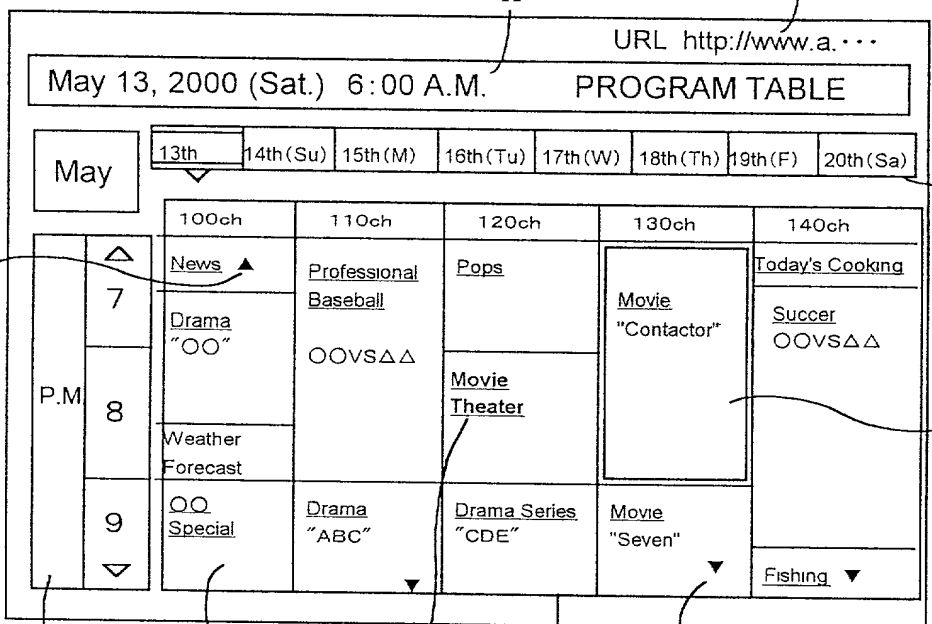 URL http://www.a.···
May 13, 2000 (Sat.) 6:00 A.M. PROGRAM TABLE
May
13th 14th(Su) 15th(M) 16th(Tu) 17th(W) 18th(Th) 19th(F) 20th(Sa)
100ch 110ch 120ch 130ch 140ch
P.M.
△
7
8
9
▽
News ▲
Drama
"○○"
Weather
Forecast
○○
Special
Professional
Baseball
○○VS△△
Drama
"ABC"
▼
Pops
Movie
Theater
Drama Series
"CDE"
Movie
"Contactor"
Movie
"Seven"
▼
Today's Cooking
Succer
○○VS△△
Fishing ▼